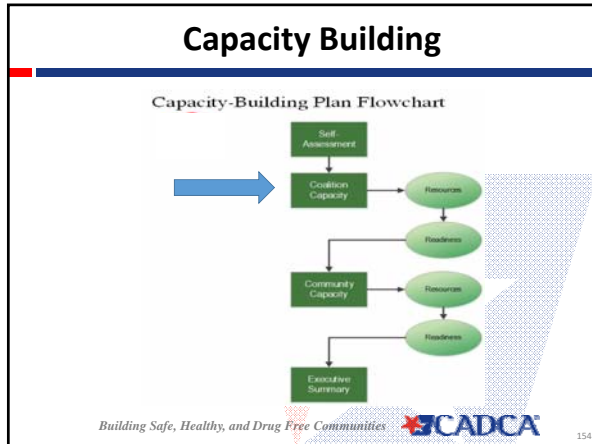 Capacity Building
Capacity-Building Plan Flowchart
Self-
Assessment
Coalition
Capacity
Resources
Readiness
Community
Capacity
Resources
Readiness
Executive
Summary
Building Safe, Healthy, and Drug Free Communities
CADCA
154